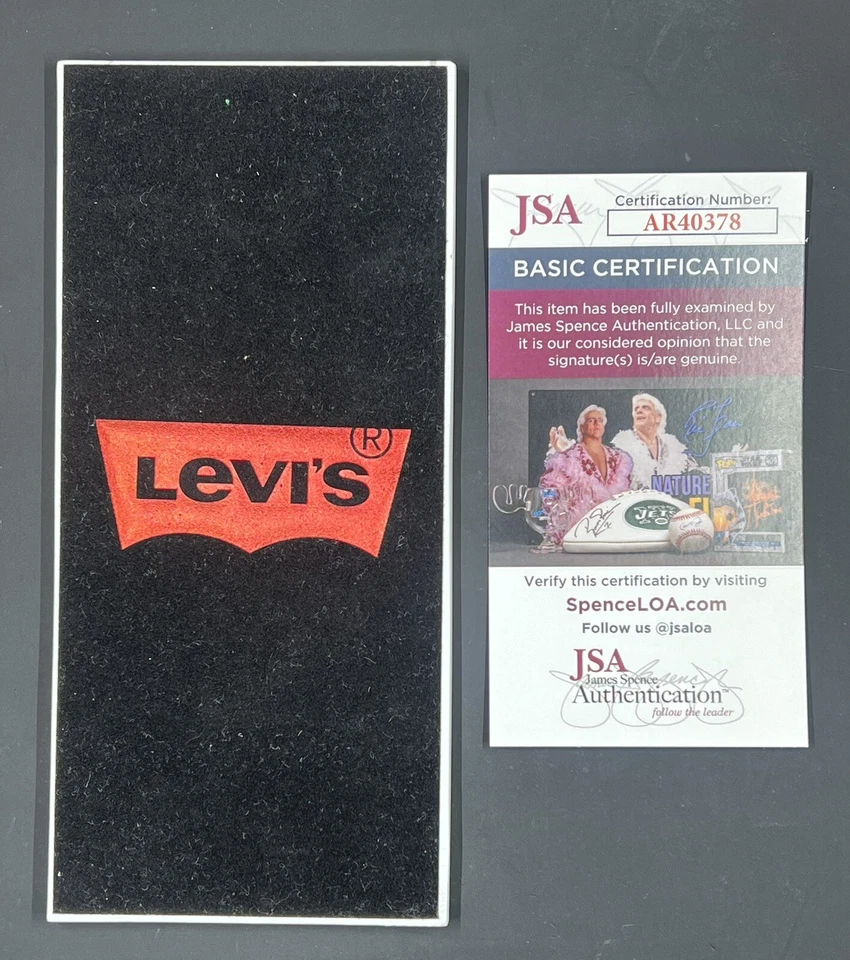 LEVI'S ®
JSA
Certification Number:
AR40378
BASIC CERTIFICATION
This item has been fully examined by
James Spence Authentication, LLC and
it is our considered opinion that the
signature(s) is/are genuine.
NATURE
JETS
Verify this certification by visiting
SpenceLOA.com
Follow us @jsaloa
JSA
James Spence
Authentication™
follow the leader